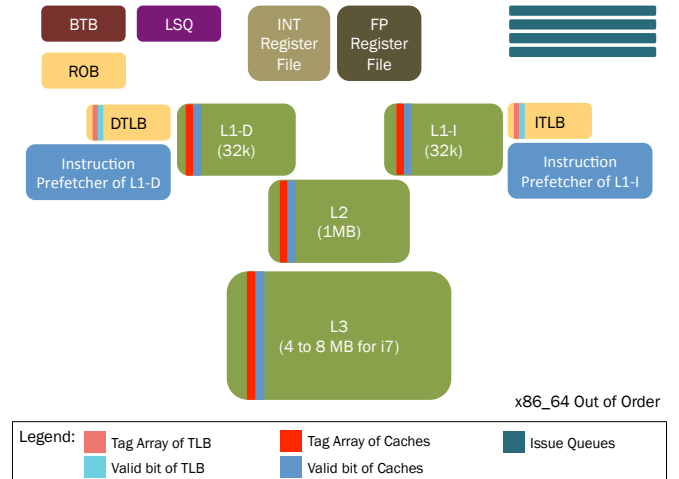 BTB
LSQ
ROB
INT
Register
File
FP
Register
File
DTLB
L1-D
(32k)
L1-I
(32k)
ITLB
Instruction
Prefetcher of L1-D
Instruction
Prefetcher of L1-I
L2
(1MB)
L3
(4 to 8 MB for i7)
x86_64 Out of Order
Legend:
Tag Array of TLB
Tag Array of Caches
Issue Queues
Valid bit of TLB
Valid bit of Caches